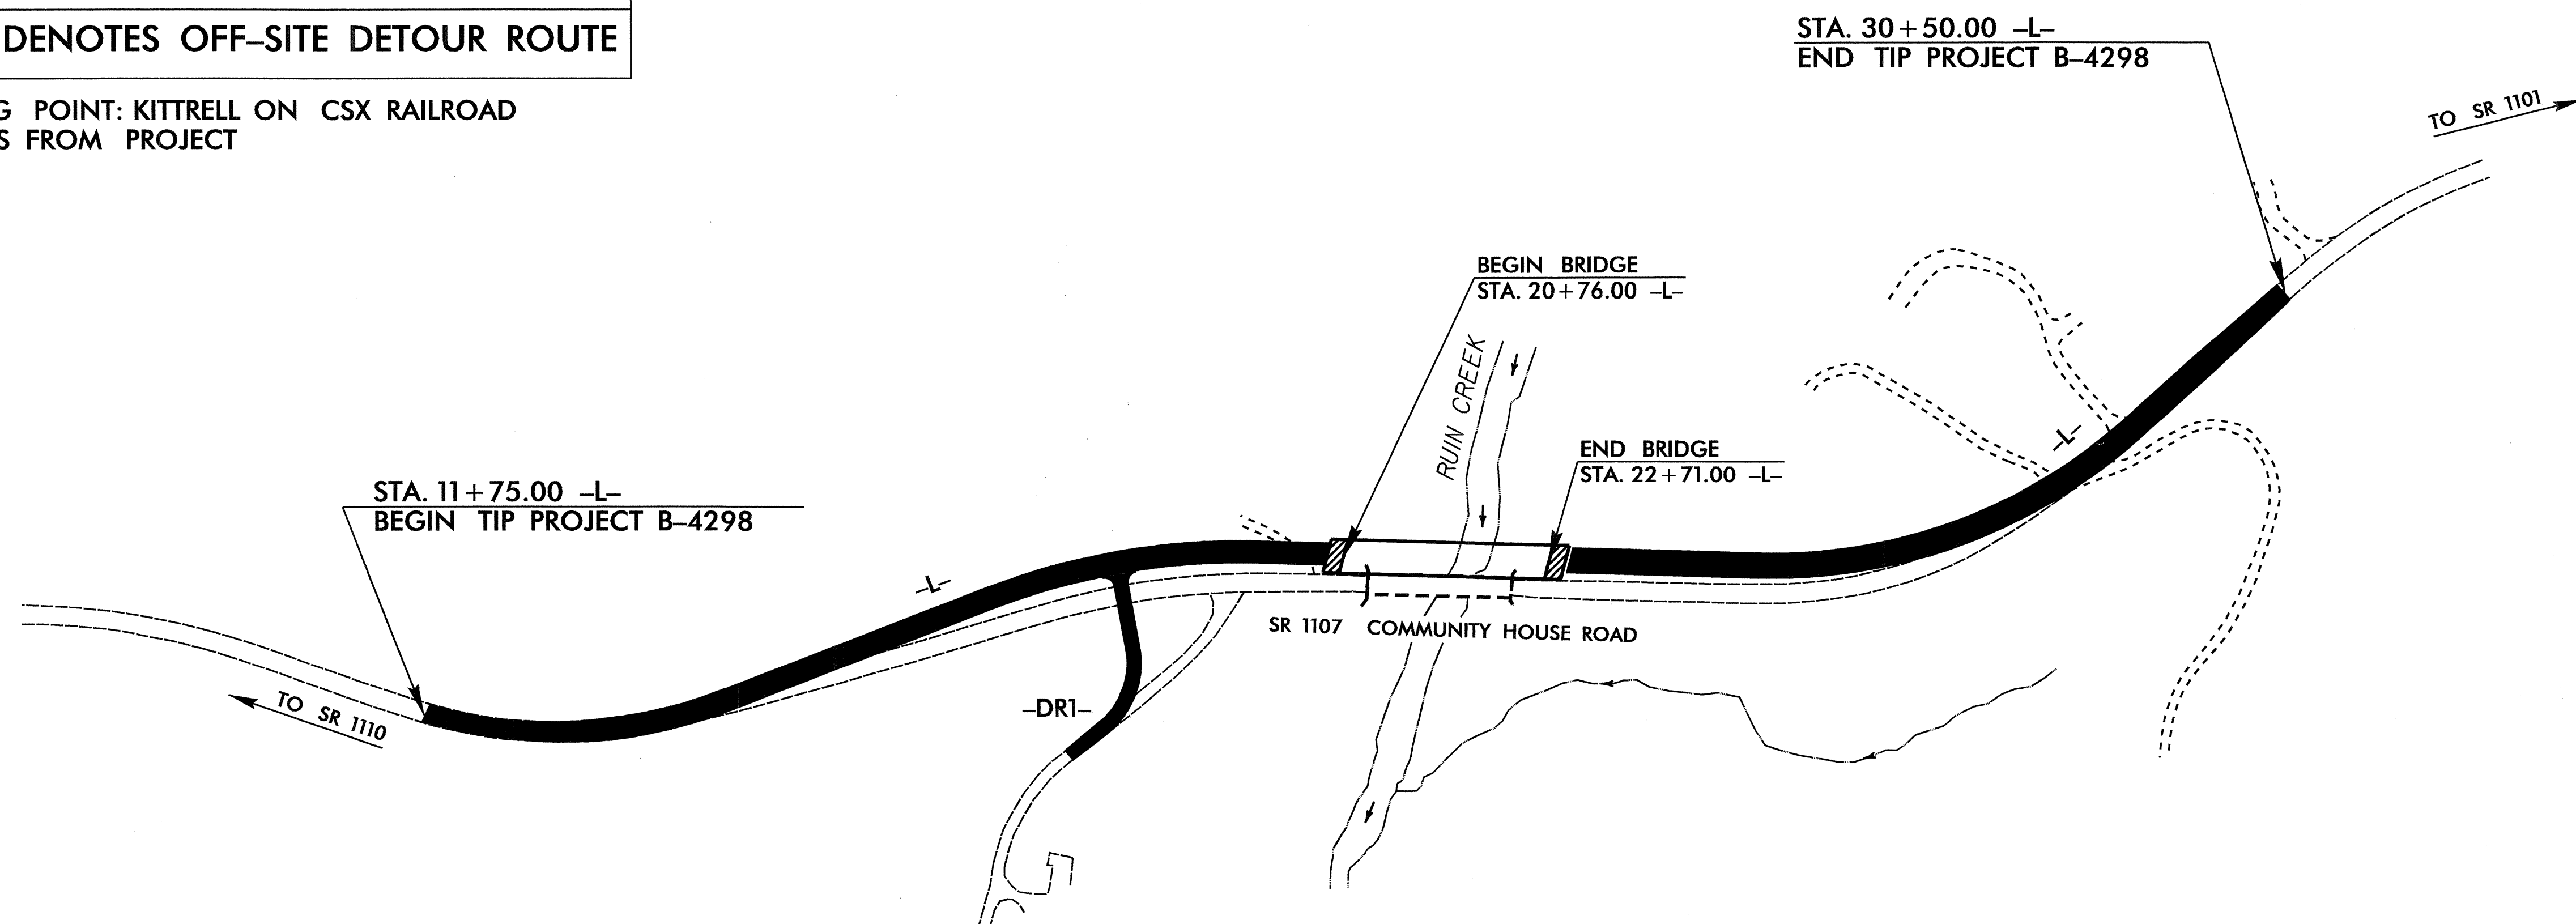 DENOTES OFF–SITE DETOUR ROUTE
POINT: KITTRELL ON CSX RAILROAD
FROM PROJECT
STA. 30+50.00 –L–
END TIP PROJECT B–4298
TO SR 1101
BEGIN BRIDGE
STA. 20+76.00 –L–
RUIN CREEK
END BRIDGE
STA. 22+71.00 –L–
–L–
STA. 11+75.00 –L–
BEGIN TIP PROJECT B–4298
–L–
SR 1107 COMMUNITY HOUSE ROAD
TO SR 1110
–DR1–